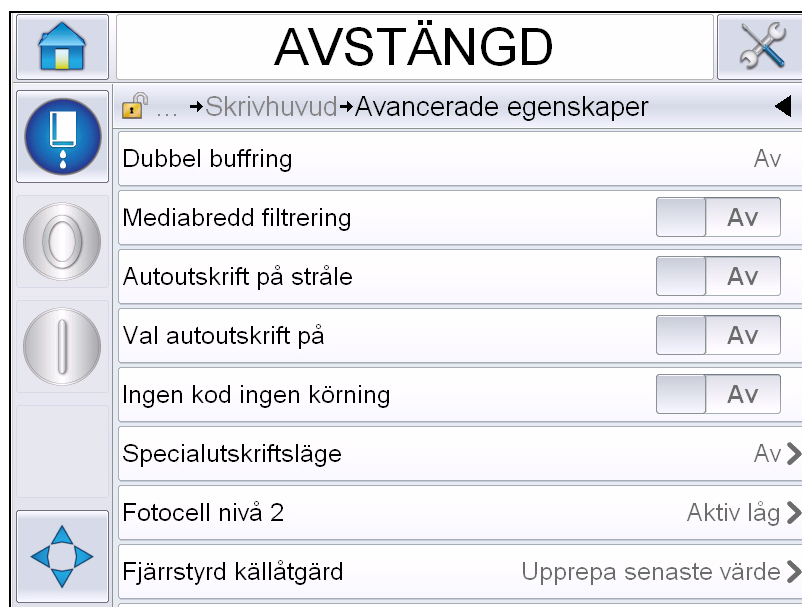 AVSTÄNGD
... →Skrivhuvud→Avancerade egenskaper
Dubbel buffring Av
Mediabredd filtrering Av
Autoutskrift på stråle Av
Val autoutskrift på Av
Ingen kod ingen körning Av
Specialutskriftsläge Av
Fotocell nivå 2 Aktiv låg
Fjärrstyrd källåtgärd Upprepa senaste värde